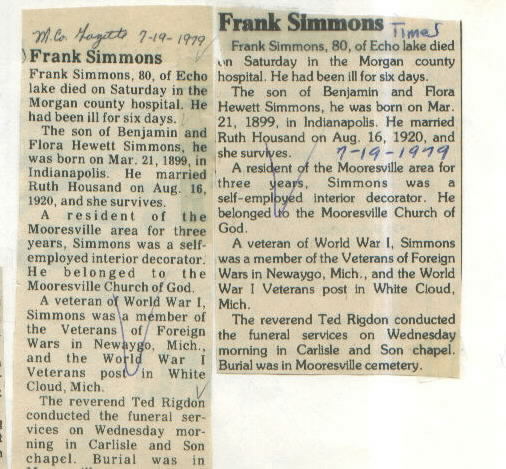 M.Co. Gazette 7-19-1979
Frank Simmons
Frank Simmons, 80, of Echo
lake died on Saturday in the
Morgan county hospital. He
had been ill for six days.
The son of Benjamin and
Flora Hewett Simmons, he
was born on Mar. 21, 1899, in
Indianapolis. He married
Ruth Housand on Aug. 16,
1920, and she survives.
A resident of the
Mooresville area for three
years, Simmons was a self-
employed interior decorator.
He belonged to the
Mooresville Church of God.
A veteran of World War I,
Simmons was a member of
the Veterans of Foreign
Wars in Newaygo, Mich.,
and the World War I
Veterans post in White
Cloud, Mich.
The reverend Ted Rigdon
conducted the funeral ser-
vices on Wednesday mor-
ning in Carlisle and Son
chapel. Burial was in
Frank Simmons Times
Frank Simmons, 80, of Echo lake died
on Saturday in the Morgan county
hospital. He had been ill for six days.
The son of Benjamin and Flora
Hewett Simmons, he was born on Mar.
21, 1899, in Indianapolis. He married
Ruth Housand on Aug. 16, 1920, and
she survives. 7-19-1979
A resident of the Mooresville area for
three years, Simmons was a
self-employed interior decorator. He
belonged to the Mooresville Church of
God.
A veteran of World War I, Simmons
was a member of the Veterans of Foreign
Wars in Newaygo, Mich., and the World
War I Veterans post in White Cloud,
Mich.
The reverend Ted Rigdon conducted
the funeral services on Wednesday
morning in Carlisle and Son chapel.
Burial was in Mooresville cemetery.